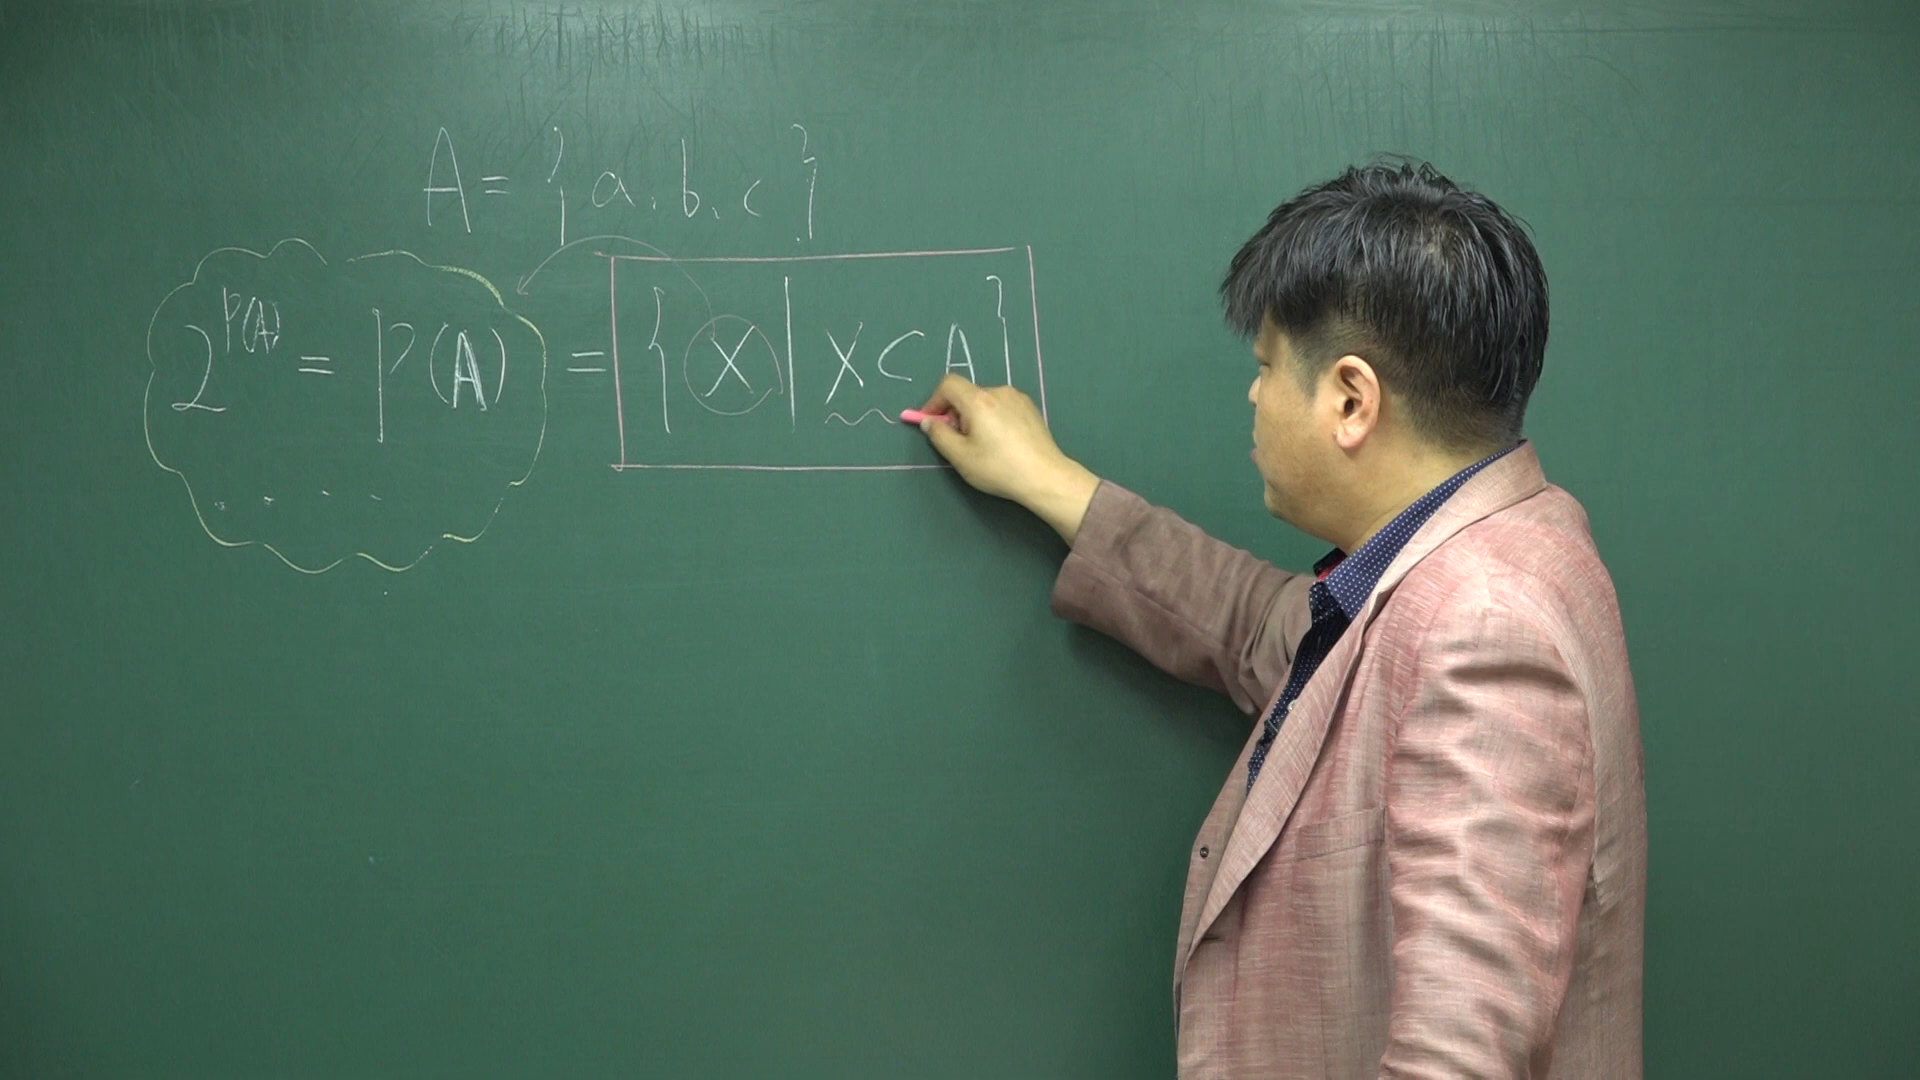 A = { a, b, c }
2^P(A) = P(A) = { X | X ⊂ A }